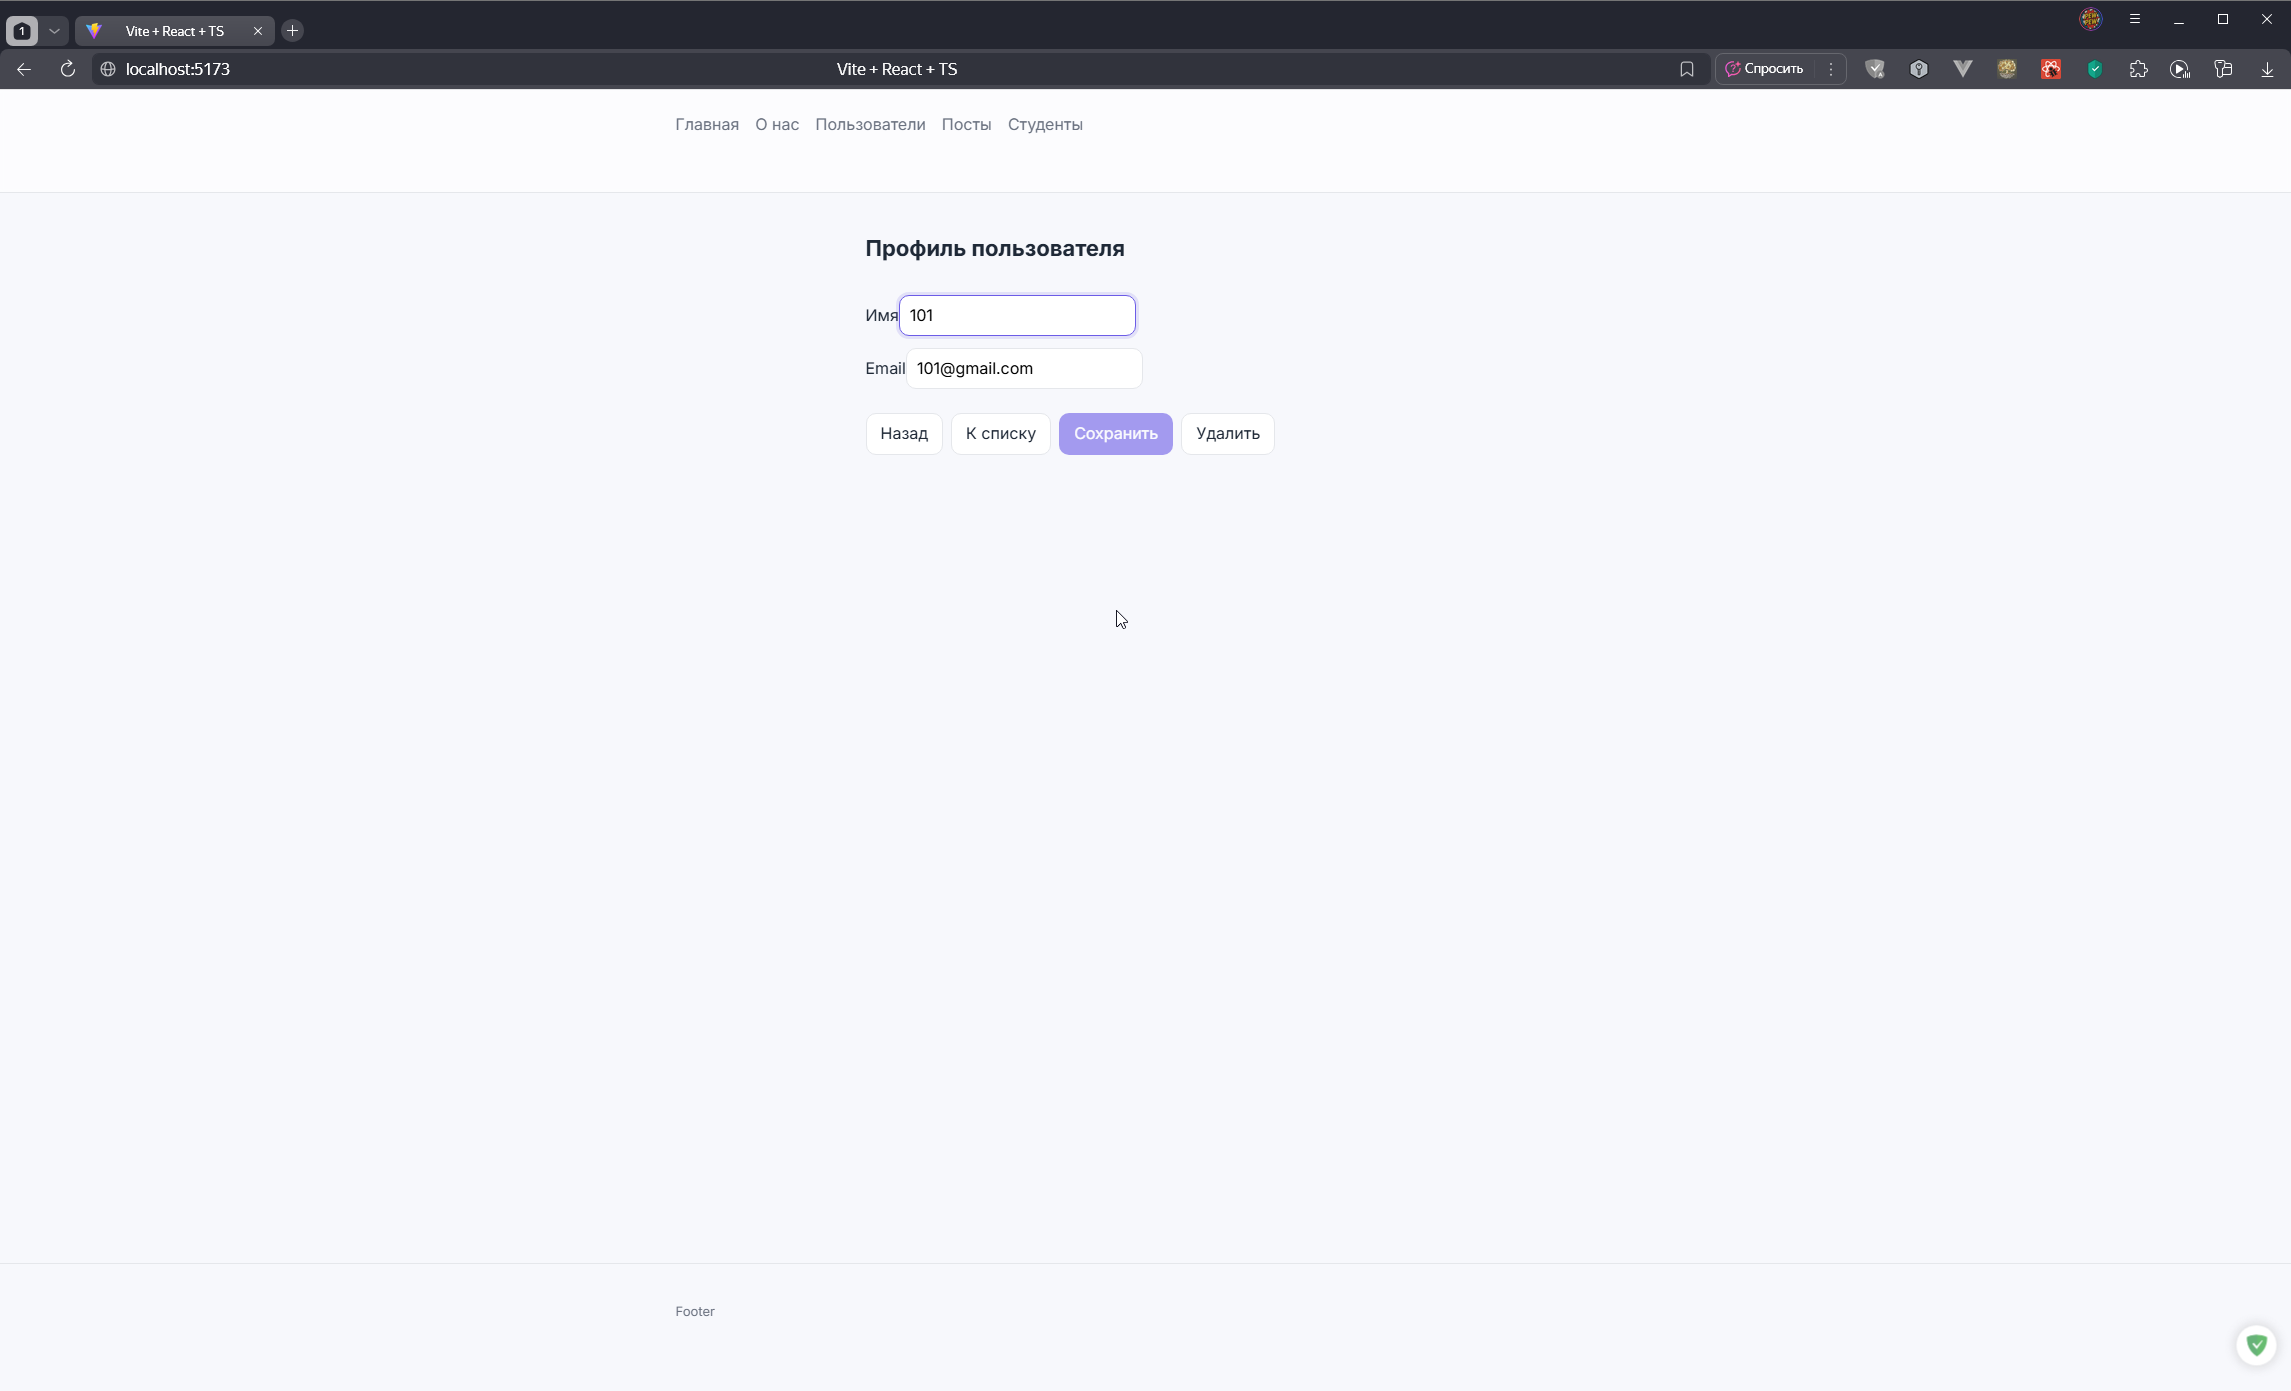 1
Vite + React + TS
localhost:5173
Vite + React + TS
Спросить
Главная О нас Пользователи Посты Студенты
Профиль пользователя
Имя 101
Email 101@gmail.com
Назад К списку Сохранить Удалить
Footer